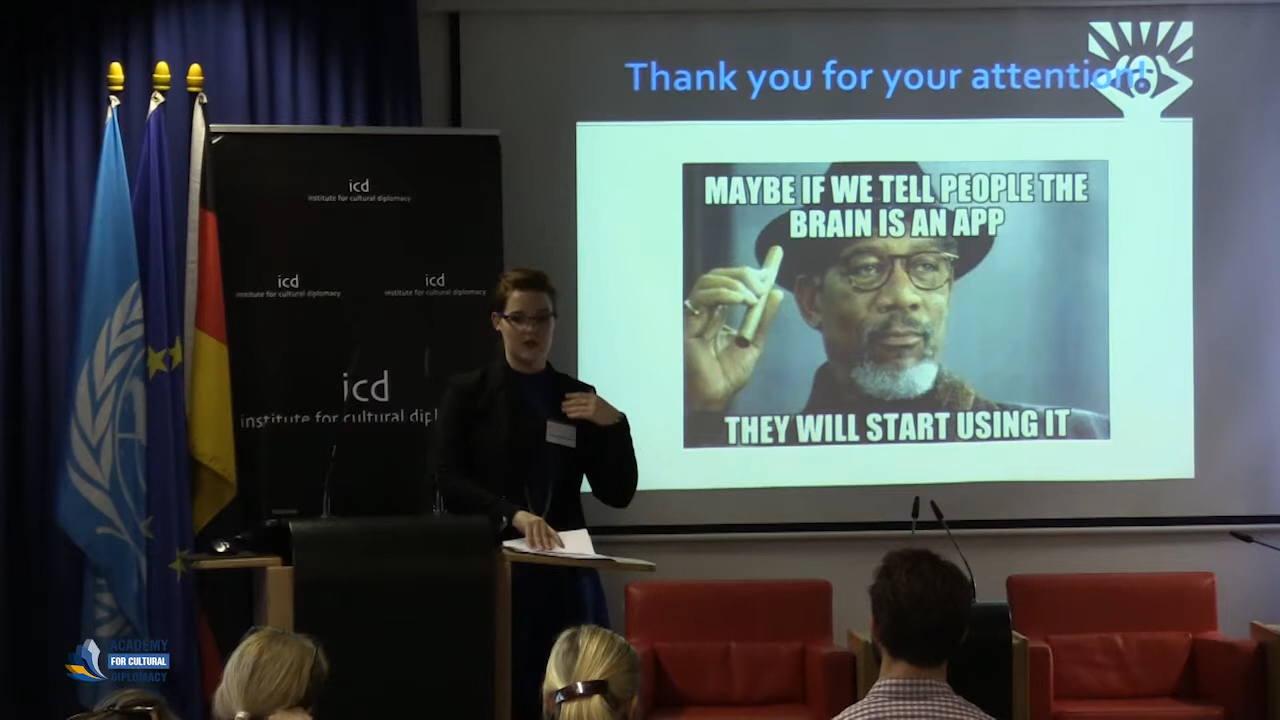 Thank you for your attention!
MAYBE IF WE TELL PEOPLE THE
BRAIN IS AN APP
THEY WILL START USING IT
icd
institute for cultural diplomacy
icd
institute for cultural diplomacy
icd
institute for cultural diplomacy
icd
institute for cultural
ACADEMY
FOR CULTURAL
DIPLOMACY